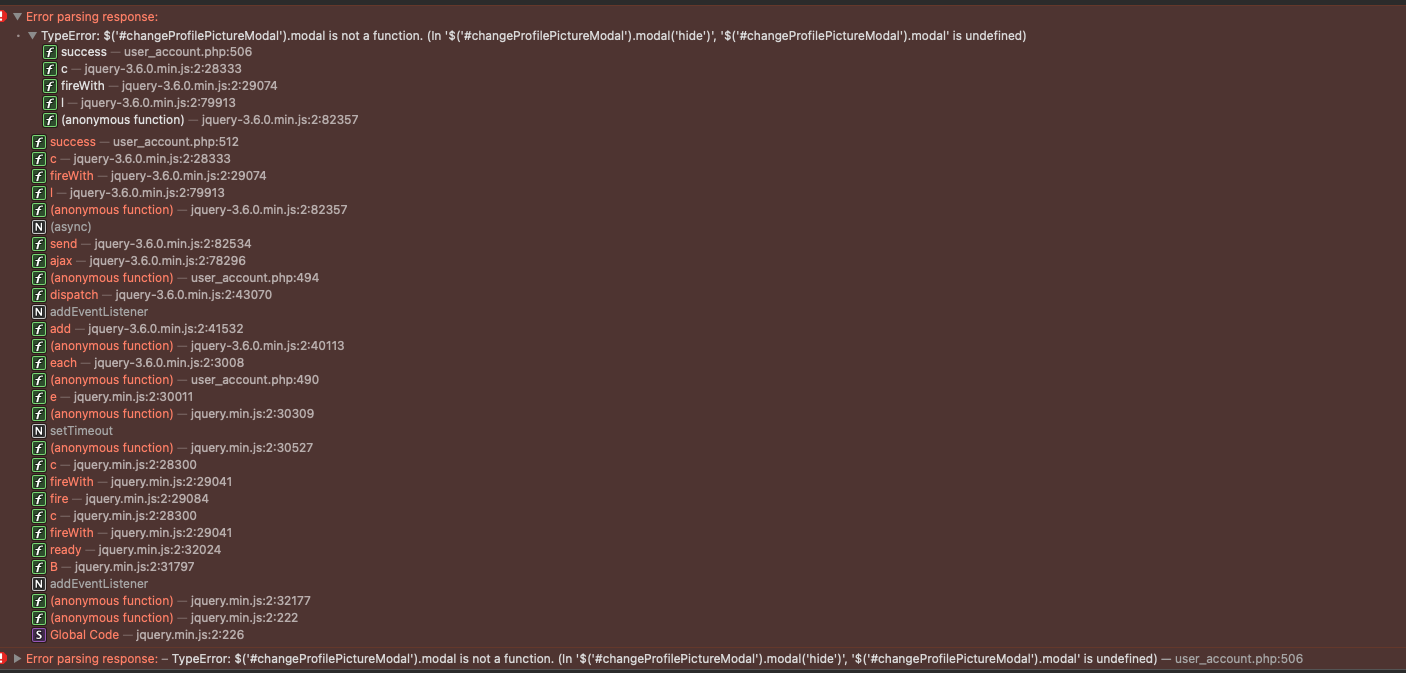 Error parsing response:
TypeError: $('#changeProfilePictureModal').modal is not a function. (In '$('#changeProfilePictureModal').modal('hide')', '$('#changeProfilePictureModal').modal' is undefined)
f success — user_account.php:506
f c — jquery-3.6.0.min.js:2:28333
f fireWith — jquery-3.6.0.min.js:2:29074
f l — jquery-3.6.0.min.js:2:79913
f (anonymous function) — jquery-3.6.0.min.js:2:82357
f success — user_account.php:512
f c — jquery-3.6.0.min.js:2:28333
f fireWith — jquery-3.6.0.min.js:2:29074
f l — jquery-3.6.0.min.js:2:79913
f (anonymous function) — jquery-3.6.0.min.js:2:82357
N (async)
f send — jquery-3.6.0.min.js:2:82534
f ajax — jquery-3.6.0.min.js:2:78296
f (anonymous function) — user_account.php:494
f dispatch — jquery-3.6.0.min.js:2:43070
N addEventListener
f add — jquery-3.6.0.min.js:2:41532
f (anonymous function) — jquery-3.6.0.min.js:2:40113
f each — jquery-3.6.0.min.js:2:3008
f (anonymous function) — user_account.php:490
f e — jquery.min.js:2:30011
f (anonymous function) — jquery.min.js:2:30309
N setTimeout
f (anonymous function) — jquery.min.js:2:30527
f c — jquery.min.js:2:28300
f fireWith — jquery.min.js:2:29041
f fire — jquery.min.js:2:29084
f c — jquery.min.js:2:28300
f fireWith — jquery.min.js:2:29041
f ready — jquery.min.js:2:32024
f B — jquery.min.js:2:31797
N addEventListener
f (anonymous function) — jquery.min.js:2:32177
f (anonymous function) — jquery.min.js:2:222
S Global Code — jquery.min.js:2:226
Error parsing response: – TypeError: $('#changeProfilePictureModal').modal is not a function. (In '$('#changeProfilePictureModal').modal('hide')', '$('#changeProfilePictureModal').modal' is undefined) — user_account.php:506